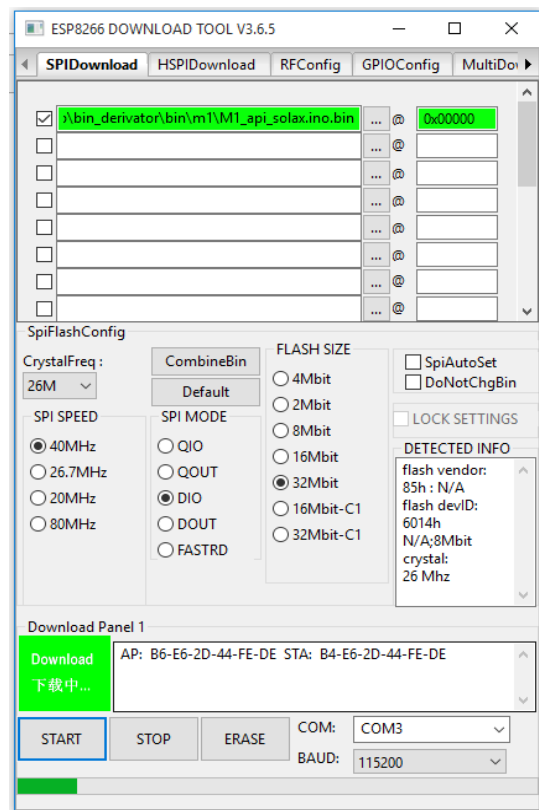 ESP8266 DOWNLOAD TOOL V3.6.5
SPIDownload HSPIDownload RFConfig GPIOConfig MultiDo
ɔ\bin_derivator\bin\m1\M1_api_solax.ino.bin ... @ 0x00000
... @
... @
... @
... @
... @
... @
... @
SpiFlashConfig
CrystalFreq :
26M
CombineBin
Default
SPI SPEED
40MHz
26.7MHz
20MHz
80MHz
SPI MODE
QIO
QOUT
DIO
DOUT
FASTRD
FLASH SIZE
4Mbit
2Mbit
8Mbit
16Mbit
32Mbit
16Mbit-C1
32Mbit-C1
SpiAutoSet
DoNotChgBin
LOCK SETTINGS
DETECTED INFO
flash vendor:
85h : N/A
flash devID:
6014h
N/A;8Mbit
crystal:
26 Mhz
Download Panel 1
Download
下载中...
AP: B6-E6-2D-44-FE-DE STA: B4-E6-2D-44-FE-DE
START STOP ERASE
COM: COM3
BAUD: 115200